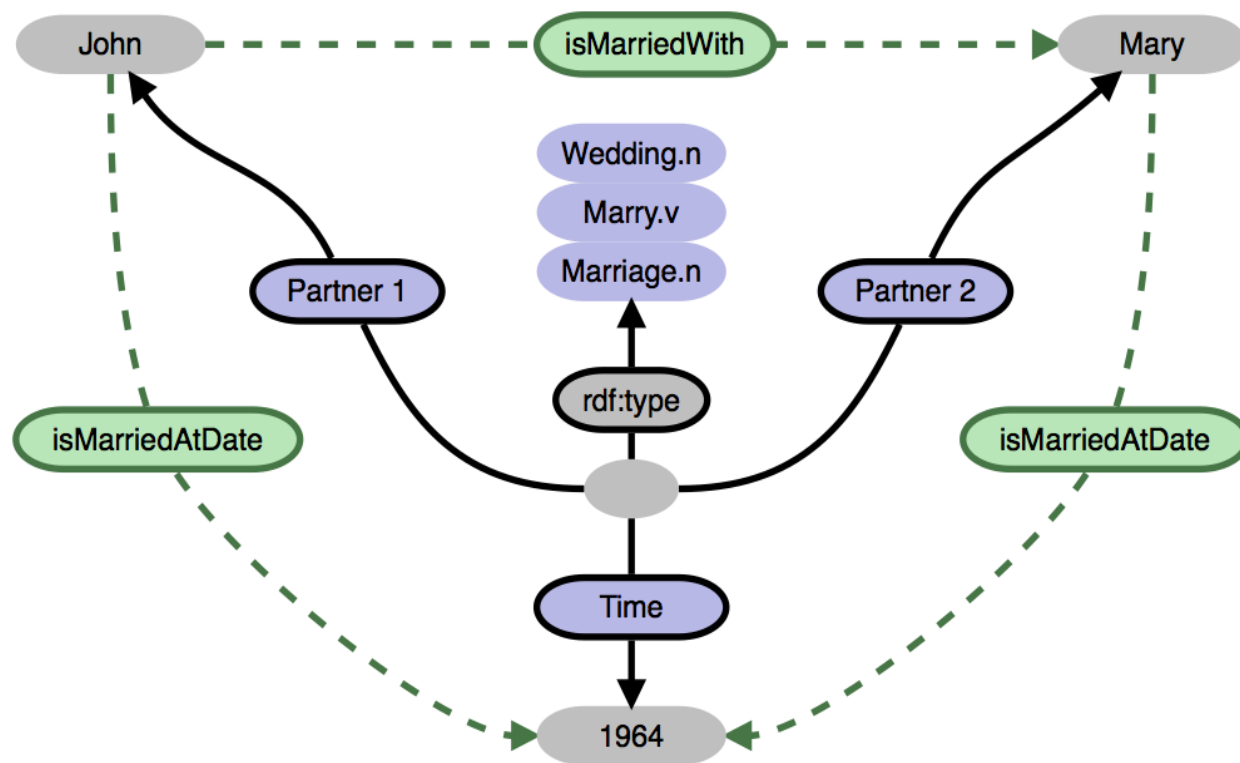 John
isMarriedWith
Mary
Wedding.n
Marry.v
Marriage.n
Partner 1
Partner 2
rdf:type
isMarriedAtDate
isMarriedAtDate
Time
1964